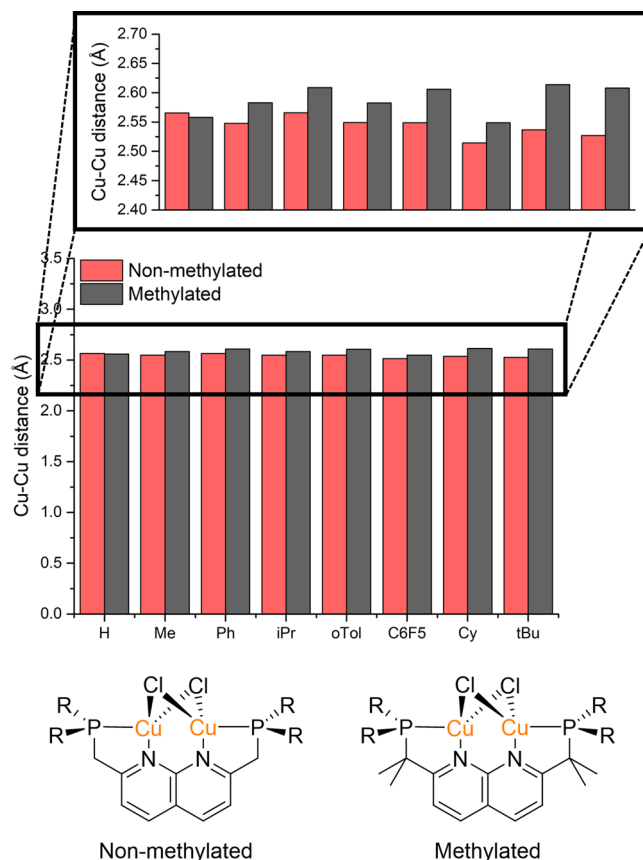 2.70
2.65
2.60
2.55
2.50
2.45
2.40
Cu-Cu distance (Å)
3.5
3.0
2.5
2.0
1.5
1.0
0.5
0.0
Cu-Cu distance (Å)
Non-methylated
Methylated
H Me Ph iPr oTol C6F5 Cy tBu
R Cl Cl R
R P Cu Cu P R
N N
Non-methylated
R Cl Cl R
R P Cu Cu P R
N N
Methylated